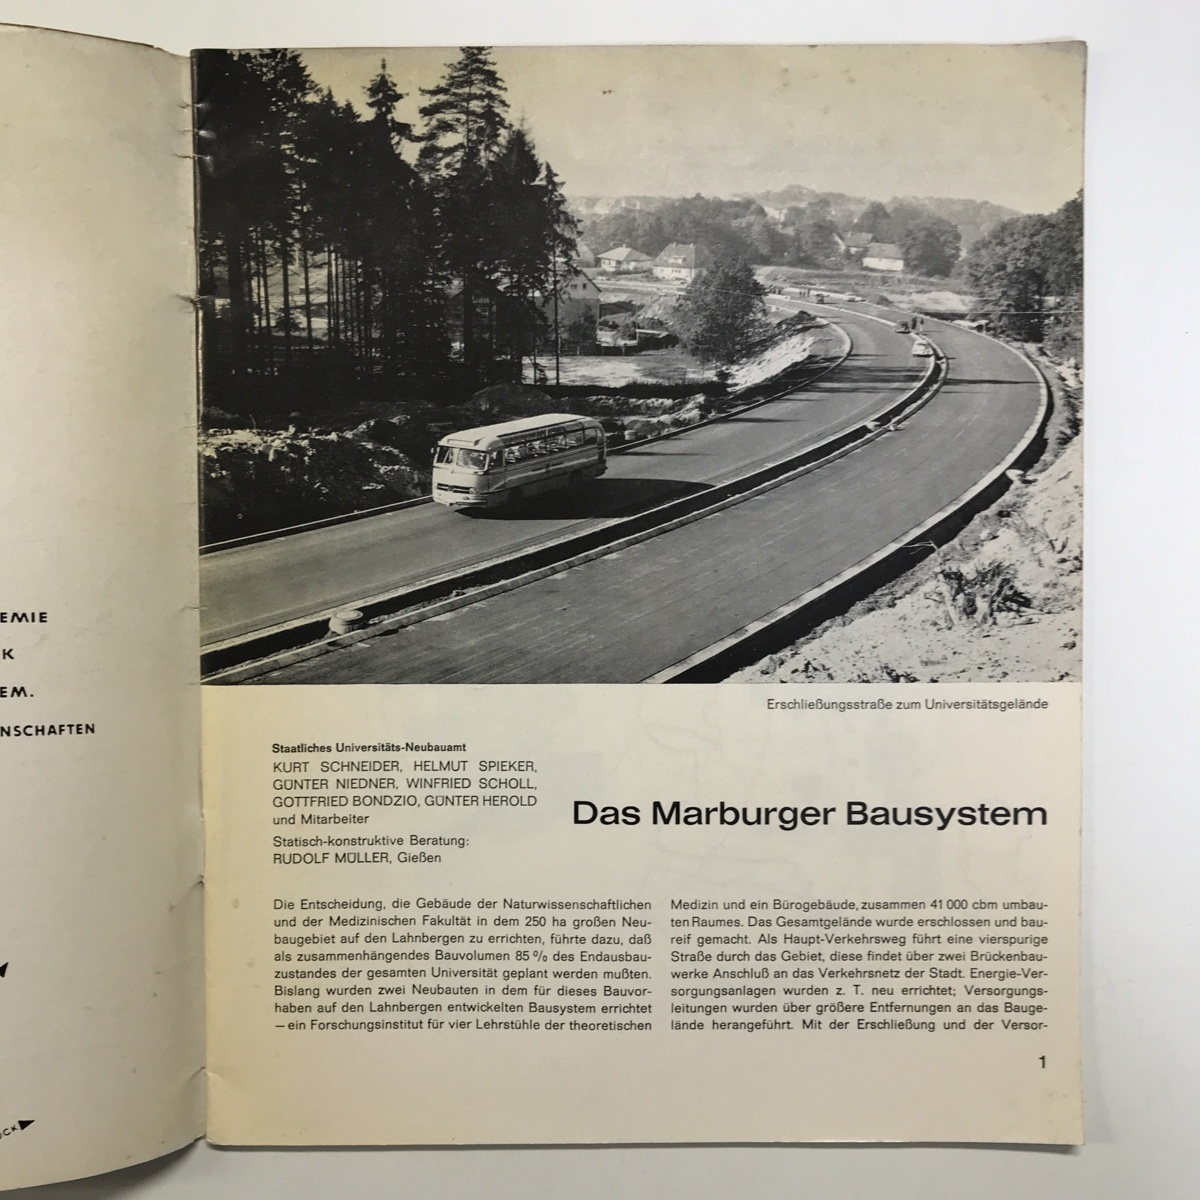 EMIE
K
EM.
NSCHAFTEN
OCK
Erschließungsstraße zum Universitätsgelände
Staatliches Universitäts-Neubauamt
KURT SCHNEIDER, HELMUT SPIEKER,
GÜNTER NIEDNER, WINFRIED SCHOLL,
GOTTFRIED BONDZIO, GÜNTER HEROLD
und Mitarbeiter
Statisch-konstruktive Beratung:
RUDOLF MÜLLER, Gießen
Das Marburger Bausystem
Die Entscheidung, die Gebäude der Naturwissenschaftlichen
und der Medizinischen Fakultät in dem 250 ha großen Neu-
baugebiet auf den Lahnbergen zu errichten, führte dazu, daß
als zusammenhängendes Bauvolumen 85 % des Endausbau-
zustandes der gesamten Universität geplant werden mußten.
Bislang wurden zwei Neubauten in dem für dieses Bauvor-
haben auf den Lahnbergen entwickelten Bausystem errichtet
—ein Forschungsinstitut für vier Lehrstühle der theoretischen
Medizin und ein Bürogebäude, zusammen 41 000 cbm umbau-
ten Raumes. Das Gesamtgelände wurde erschlossen und bau-
reif gemacht. Als Haupt-Verkehrsweg führt eine vierspurige
Straße durch das Gebiet, diese findet über zwei Brückenbau-
werke Anschluß an das Verkehrsnetz der Stadt. Energie-Ver-
sorgungsanlagen wurden z. T. neu errichtet; Versorgungs-
leitungen wurden über größere Entfernungen an das Bauge-
lände herangeführt. Mit der Erschließung und der Versor-
1